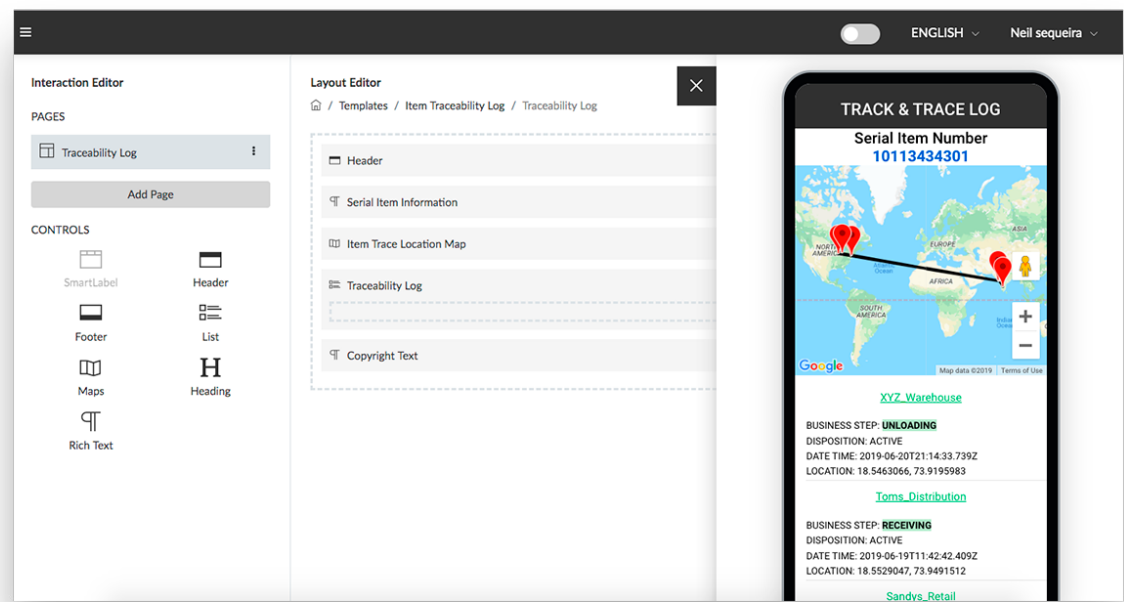 ENGLISH
Neil sequeira
Interaction Editor
PAGES
Traceability Log
Add Page
CONTROLS
SmartLabel
Header
Footer
List
Maps
H
Heading
Rich Text
Layout Editor
/ Templates / Item Traceability Log / Traceability Log
Header
Serial Item Information
Item Trace Location Map
Traceability Log
Copyright Text
TRACK & TRACE LOG
Serial Item Number
10113434301
NORTH
AMERICA
EUROPE
ASIA
Atlantic
Ocean
AFRICA
SOUTH
AMERICA
Google
Map data ©2019
Terms of Use
XYZ_Warehouse
BUSINESS STEP: UNLOADING
DISPOSITION: ACTIVE
DATE TIME: 2019-06-20T21:14:33.739Z
LOCATION: 18.5463066, 73.9195983
Toms_Distribution
BUSINESS STEP: RECEIVING
DISPOSITION: ACTIVE
DATE TIME: 2019-06-19T11:42:42.409Z
LOCATION: 18.5529047, 73.9491512
Sandys_Retail